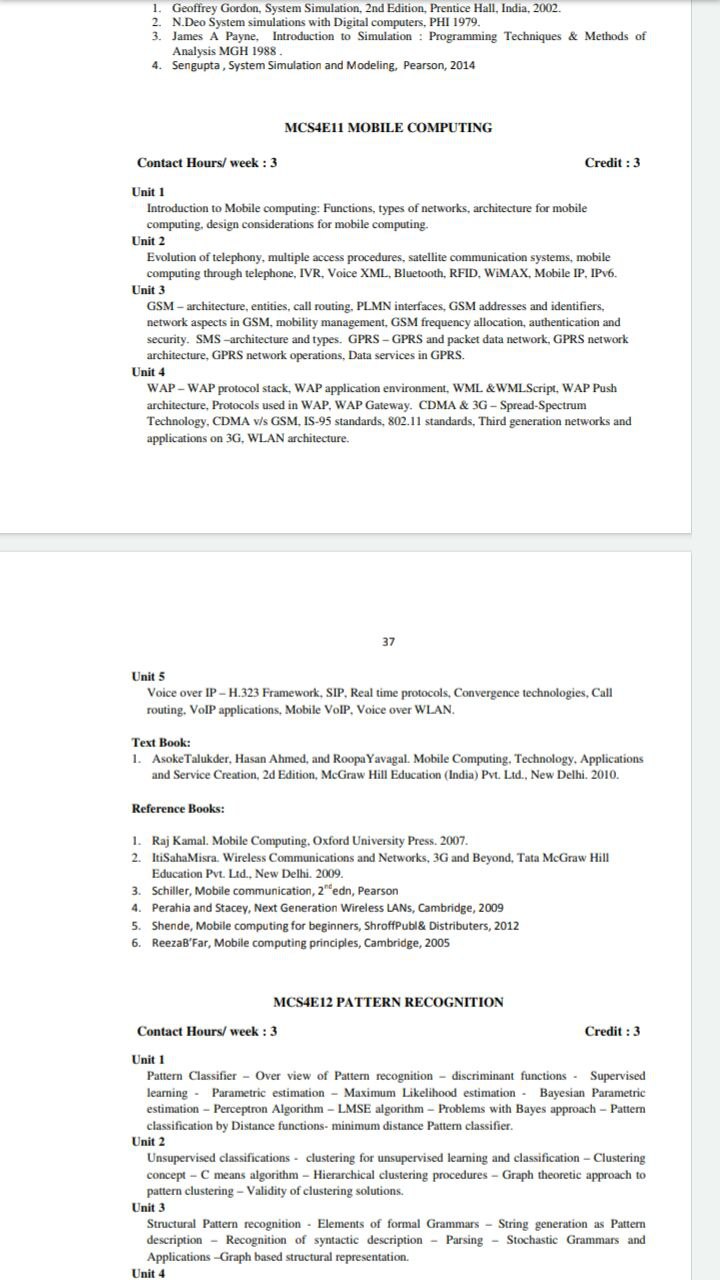 1. Geoffrey Gordon, System Simulation, 2nd Edition, Prentice Hall, India, 2002.
2. N.Deo System simulations with Digital computers, PHI 1979.
3. James A Payne, Introduction to Simulation : Programming Techniques & Methods of
Analysis MGH 1988 .
4. Sengupta , System Simulation and Modeling, Pearson, 2014
MCS4E11 MOBILE COMPUTING
Contact Hours/ week : 3 Credit : 3
Unit 1
Introduction to Mobile computing: Functions, types of networks, architecture for mobile
computing, design considerations for mobile computing.
Unit 2
Evolution of telephony, multiple access procedures, satellite communication systems, mobile
computing through telephone, IVR, Voice XML, Bluetooth, RFID, WiMAX, Mobile IP, IPv6.
Unit 3
GSM – architecture, entities, call routing, PLMN interfaces, GSM addresses and identifiers,
network aspects in GSM, mobility management, GSM frequency allocation, authentication and
security. SMS –architecture and types. GPRS – GPRS and packet data network, GPRS network
architecture, GPRS network operations, Data services in GPRS.
Unit 4
WAP – WAP protocol stack, WAP application environment, WML &WMLScript, WAP Push
architecture, Protocols used in WAP, WAP Gateway. CDMA & 3G – Spread-Spectrum
Technology, CDMA v/s GSM, IS-95 standards, 802.11 standards, Third generation networks and
applications on 3G, WLAN architecture.
37
Unit 5
Voice over IP – H.323 Framework, SIP, Real time protocols, Convergence technologies, Call
routing, VoIP applications, Mobile VoIP, Voice over WLAN.
Text Book:
1. AsokeTalukder, Hasan Ahmed, and RoopaYavagal. Mobile Computing, Technology, Applications
and Service Creation, 2d Edition, McGraw Hill Education (India) Pvt. Ltd., New Delhi. 2010.
Reference Books:
1. Raj Kamal. Mobile Computing, Oxford University Press. 2007.
2. ItiSahaMisra. Wireless Communications and Networks, 3G and Beyond, Tata McGraw Hill
Education Pvt. Ltd., New Delhi. 2009.
3. Schiller, Mobile communication, 2nd edn, Pearson
4. Perahia and Stacey, Next Generation Wireless LANs, Cambridge, 2009
5. Shende, Mobile computing for beginners, ShroffPubl& Distributers, 2012
6. ReezaB'Far, Mobile computing principles, Cambridge, 2005
MCS4E12 PATTERN RECOGNITION
Contact Hours/ week : 3 Credit : 3
Unit 1
Pattern Classifier – Over view of Pattern recognition – discriminant functions - Supervised
learning - Parametric estimation – Maximum Likelihood estimation - Bayesian Parametric
estimation – Perceptron Algorithm – LMSE algorithm – Problems with Bayes approach – Pattern
classification by Distance functions- minimum distance Pattern classifier.
Unit 2
Unsupervised classifications - clustering for unsupervised learning and classification – Clustering
concept – C means algorithm – Hierarchical clustering procedures – Graph theoretic approach to
pattern clustering – Validity of clustering solutions.
Unit 3
Structural Pattern recognition - Elements of formal Grammars – String generation as Pattern
description – Recognition of syntactic description – Parsing – Stochastic Grammars and
Applications –Graph based structural representation.
Unit 4